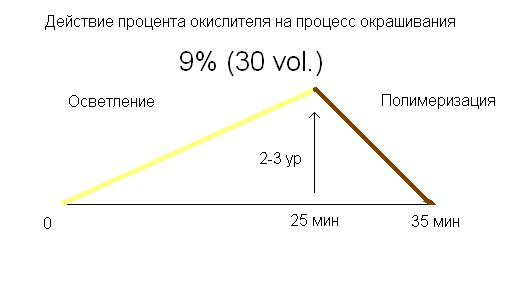 Действие процента окислителя на процесс окрашивания
9% (30 vol.)
Осветление
Полимеризация
2-3 ур
0
25 мин
35 мин